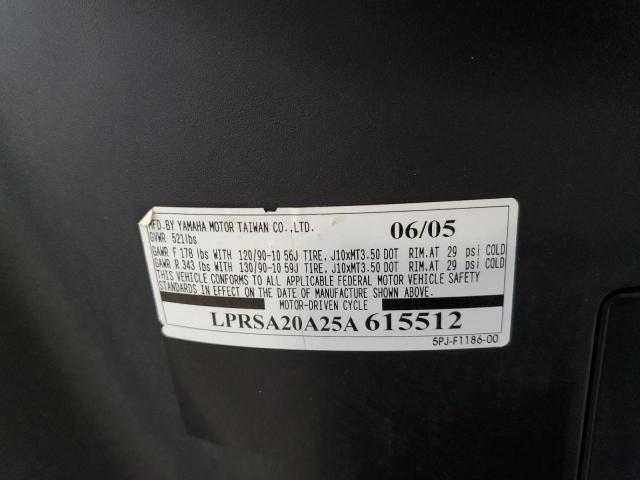 MFD.BY YAMAHA MOTOR TAIWAN CO.,LTD. 06/05
GVWR 521lbs
GAWR F 178 lbs WITH 120/90-10 56J TIRE, J10xMT3.50 DOT RIM.AT 29 psi COLD
GAWR R 343 lbs WITH 130/90-10 59J TIRE, J10xMT3.50 DOT RIM.AT 29 psi COLD
THIS VEHICLE CONFORMS TO ALL APPLICABLE FEDERAL MOTOR VEHICLE SAFETY
STANDARDS IN EFFECT ON THE DATE OF MANUFACTURE SHOWN ABOVE.
MOTOR-DRIVEN CYCLE
LPRSA20A25A615512
5PJ-F1186-00